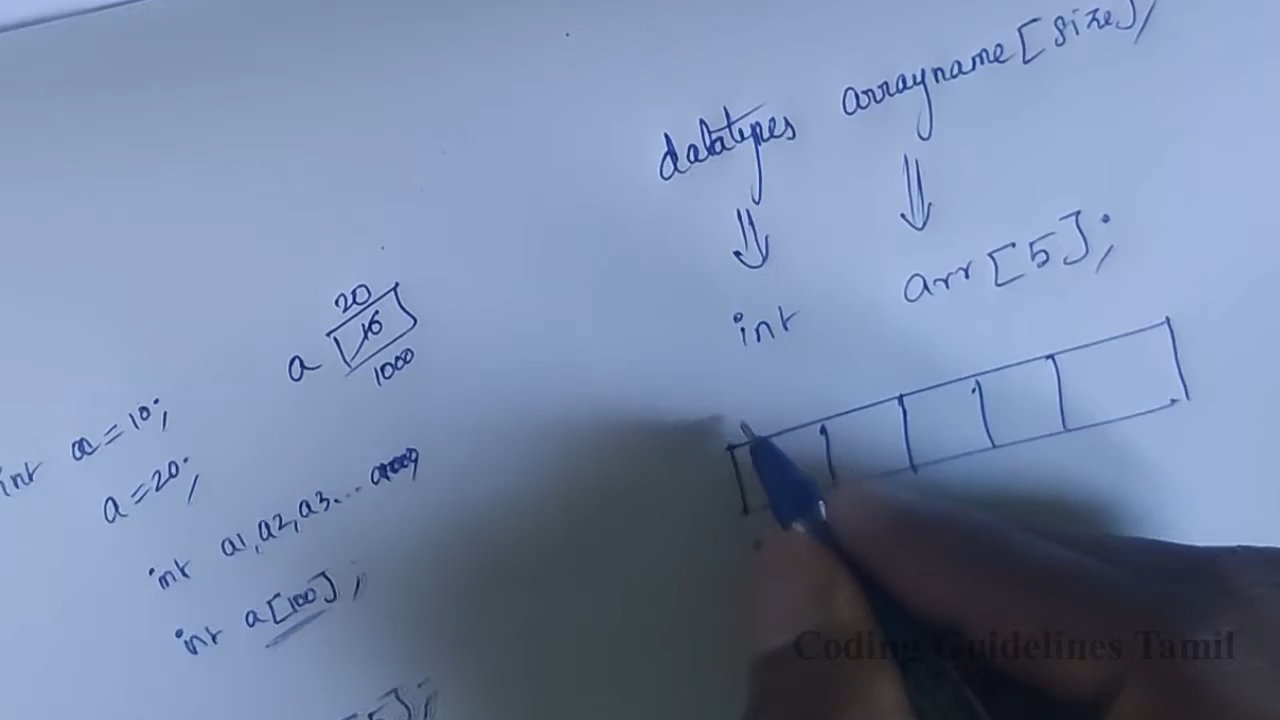 datatypes arrayname[size];
int arr[5];
20
a 10
1000
int a=10;
a=20;
int a1,a2,a3...
int a[100];
5];
Coding Guidelines Tamil